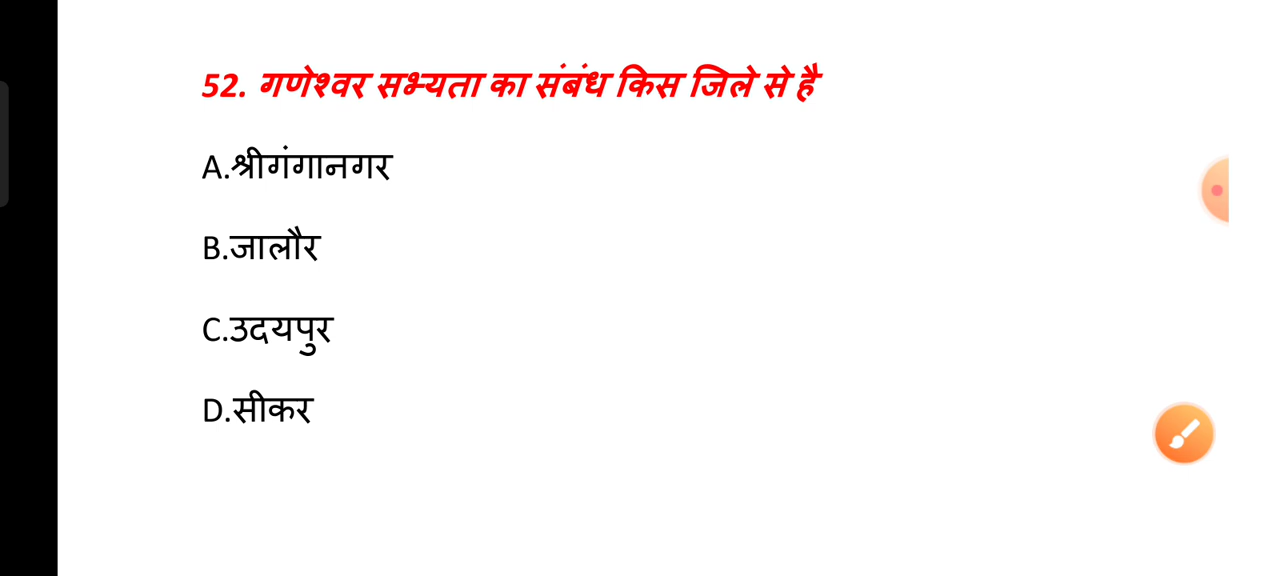 52. गणेश्वर सभ्यता का संबंध किस जिले से है
A.श्रीगंगानगर
B.जालौर
C.उदयपुर
D.सीकर